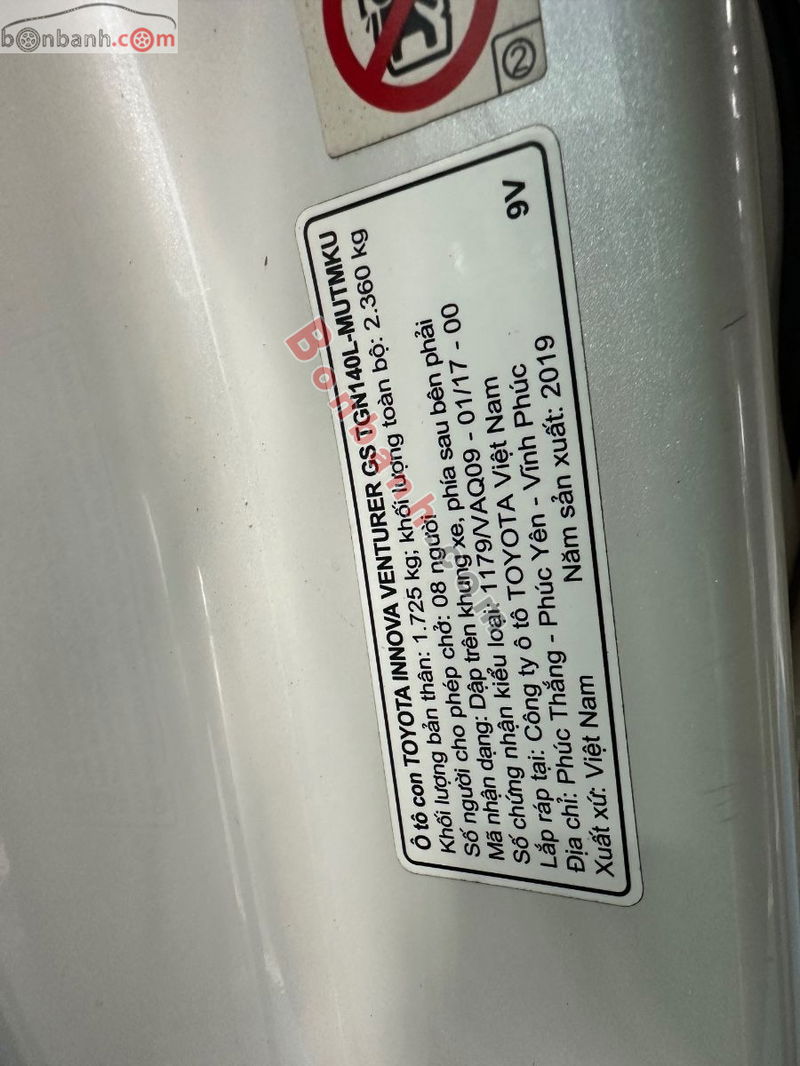 bonbanh.com
②
Ô tô con TOYOTA INNOVA VENTURER GS TGN140L-MUTMKU
Khối lượng bản thân: 1.725 kg; khối lượng toàn bộ: 2.360 kg
Số người cho phép chở: 08 người
Mã nhận dạng: Dập trên khung xe, phía sau bên phải
Số chứng nhận kiểu loại: 1179/VAQ09 - 01/17 - 00
Lắp ráp tại: Công ty ô tô TOYOTA Việt Nam
Địa chỉ: Phúc Thắng - Phúc Yên - Vĩnh Phúc
Xuất xứ: Việt Nam Năm sản xuất: 2019
9V
Bonbanh.com